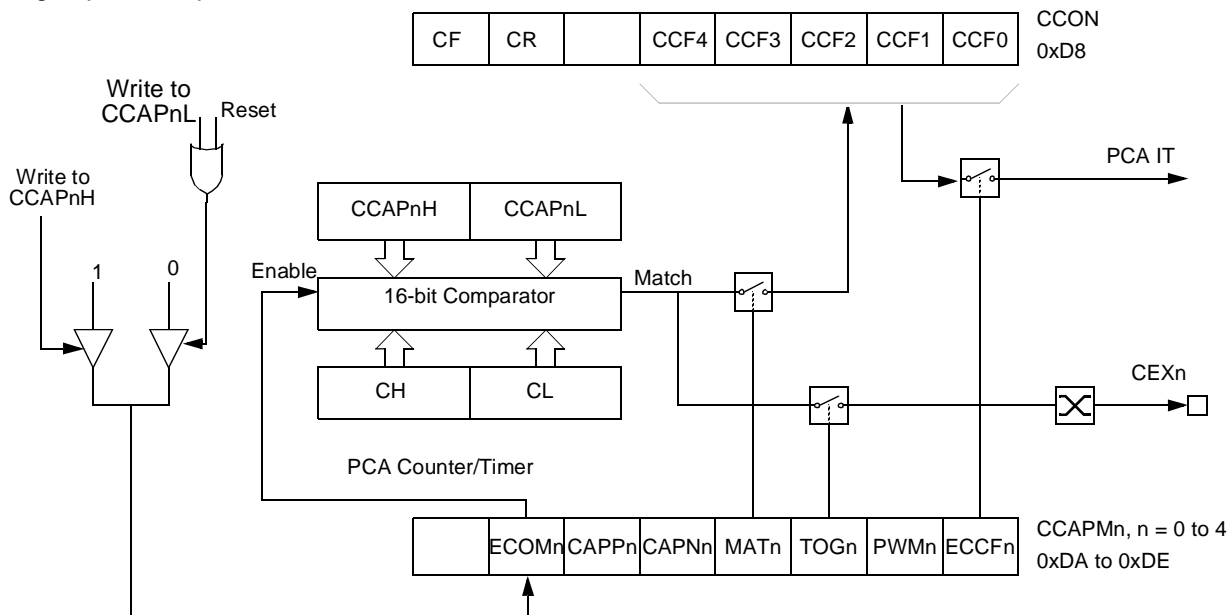 CCON
0xD8
CF CR CCF4 CCF3 CCF2 CCF1 CCF0
Write to
CCAPnL
Reset
Write to
CCAPnH
PCA IT
CCAPnH CCAPnL
1 0
Enable
16-bit Comparator
Match
CH CL
CEXn
PCA Counter/Timer
ECOMn CAPPn CAPNn MATn TOGn PWMn ECCFn
CCAPMn, n = 0 to 4
0xDA to 0xDE